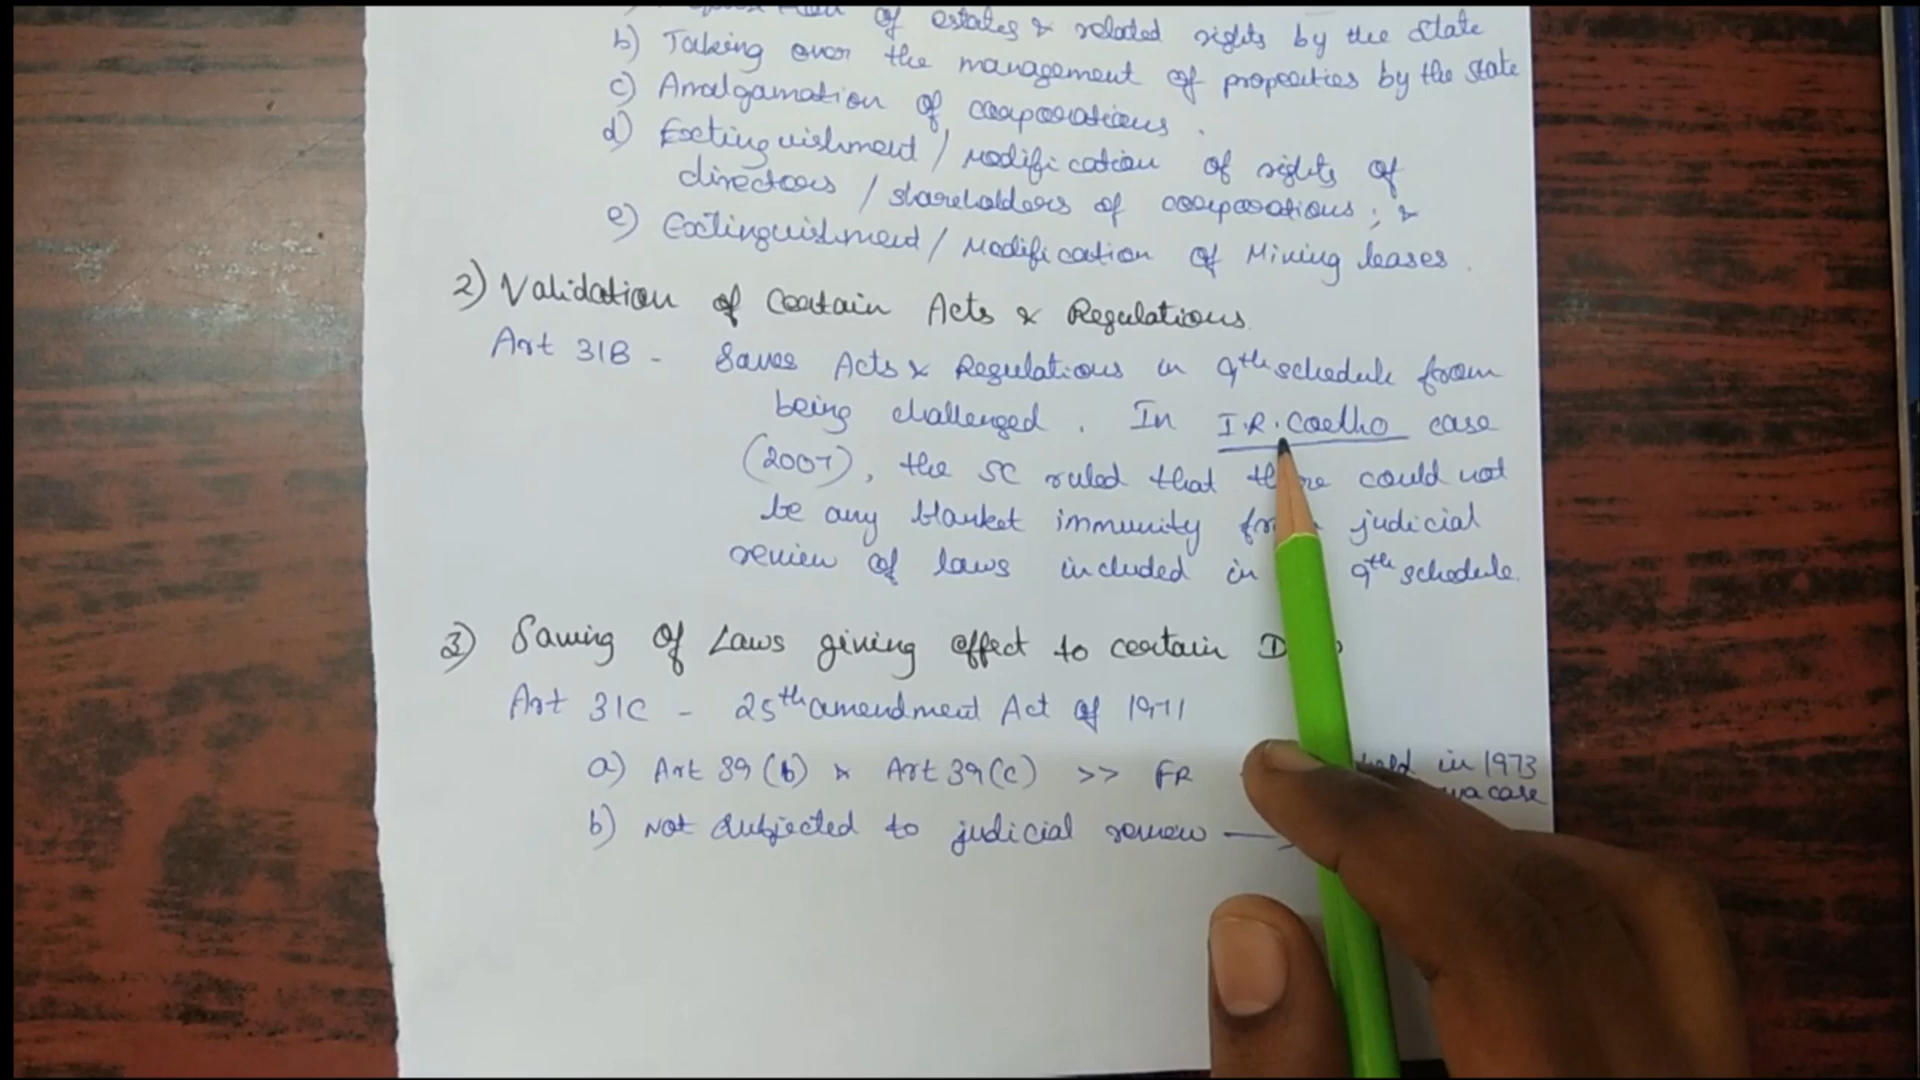 of estates & related rights by the State
b) Taking over the management of properties by the State
c) Amalgamation of corporations.
d) Extinguishment / Modification of rights of
directors / shareholders of corporations; &
e) Extinguishment / Modification of Mining leases.
2) Validation of Certain Acts & Regulations.
Art 31B - Saves Acts & Regulations in 9th schedule from
being challenged. In I.R. Coelho case
(2007), the SC ruled that there could not
be any blanket immunity from judicial
review of laws included in 9th schedule.
3) Saving of Laws giving effect to certain
Art 31C - 25th amendment Act of 1971
a) Art 39(b) & Art 39(c) >> FR held in 1973
case
b) Not subjected to judicial review →